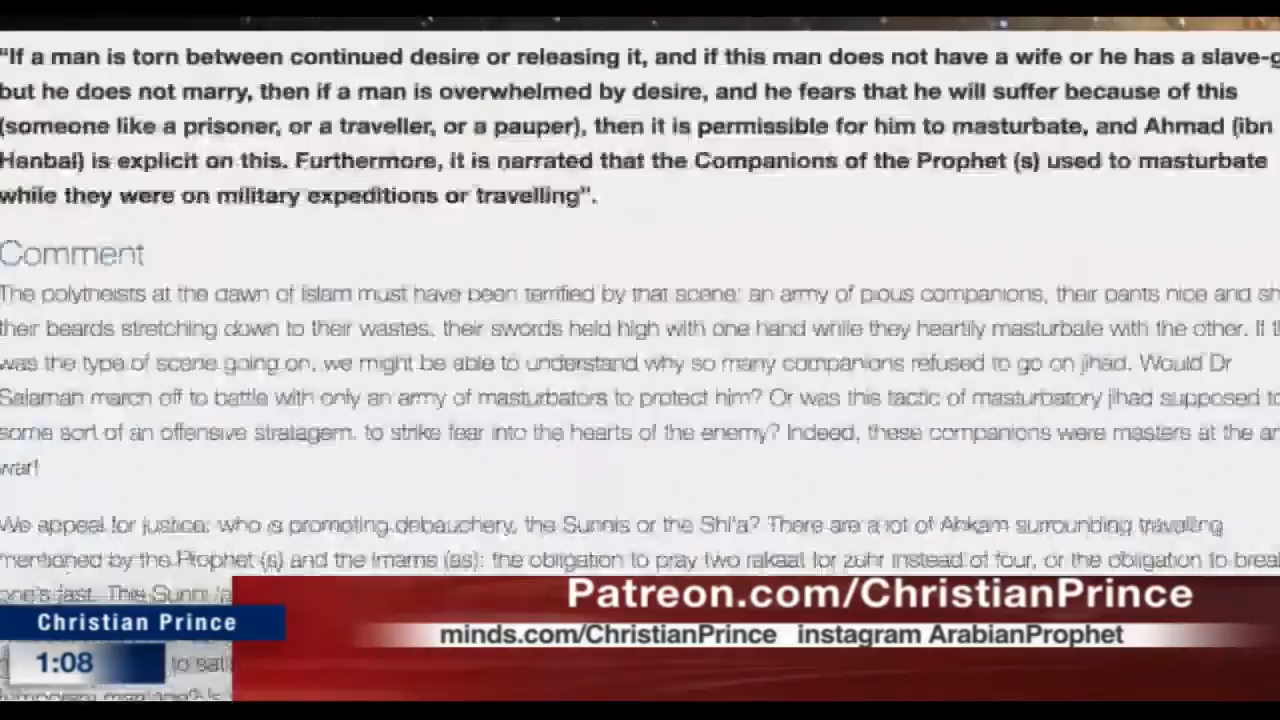 "If a man is torn between continued desire or releasing it, and if this man does not have a wife or he has a slave-g
but he does not marry, then if a man is overwhelmed by desire, and he fears that he will suffer because of this
(someone like a prisoner, or a traveller, or a pauper), then it is permissible for him to masturbate, and Ahmad (ibn
Hanbal) is explicit on this. Furthermore, it is narrated that the Companions of the Prophet (s) used to masturbate
while they were on military expeditions or travelling".
Comment
The polytheists at the dawn of Islam must have been terrified by that scene: an army of pious companions, their pants nice and sh
their beards stretching down to their wastes, their swords held high with one hand while they heartily masturbate with the other. If t
was the type of scene going on, we might be able to understand why so many companions refused to go on jihad. Would Dr
Salamah march off to battle with only an army of masturbators to protect him? Or was this tactic of masturbatory jihad supposed to
some sort of an offensive stratagem, to strike fear into the hearts of the enemy? Indeed, these companions were masters at the ar
war!
We appeal for justice: who is promoting debauchery, the Sunnis or the Shi'a? There are a lot of Ahkam surrounding travelling
mentioned by the Prophet (s) and the Imams (as): the obligation to pray two rakaat for zuhr instead of four, or the obligation to break
one's fast. The Sunni
Patreon.com/ChristianPrince
Christian Prince
minds.com/ChristianPrince instagram ArabianProphet
1:08
to sati
temporary marriage? Is